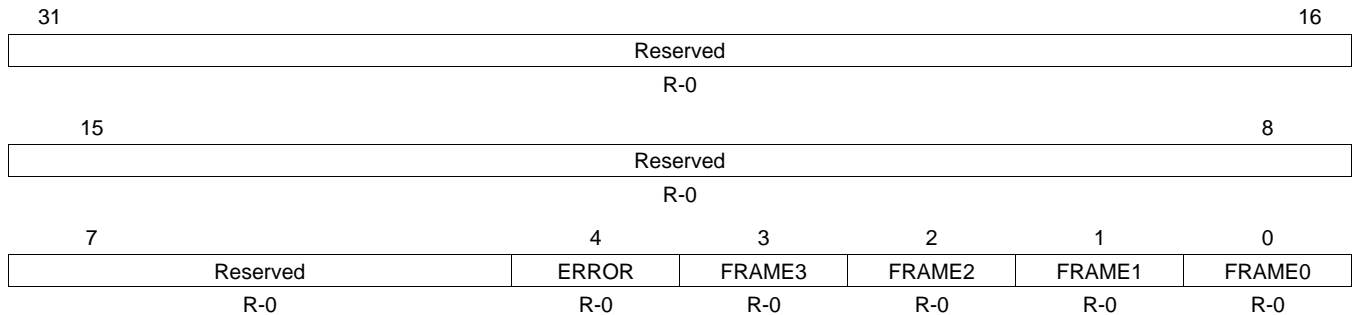 31 16
Reserved
R-0
15 8
Reserved
R-0
7 4 3 2 1 0
Reserved ERROR FRAME3 FRAME2 FRAME1 FRAME0
R-0 R-0 R-0 R-0 R-0 R-0